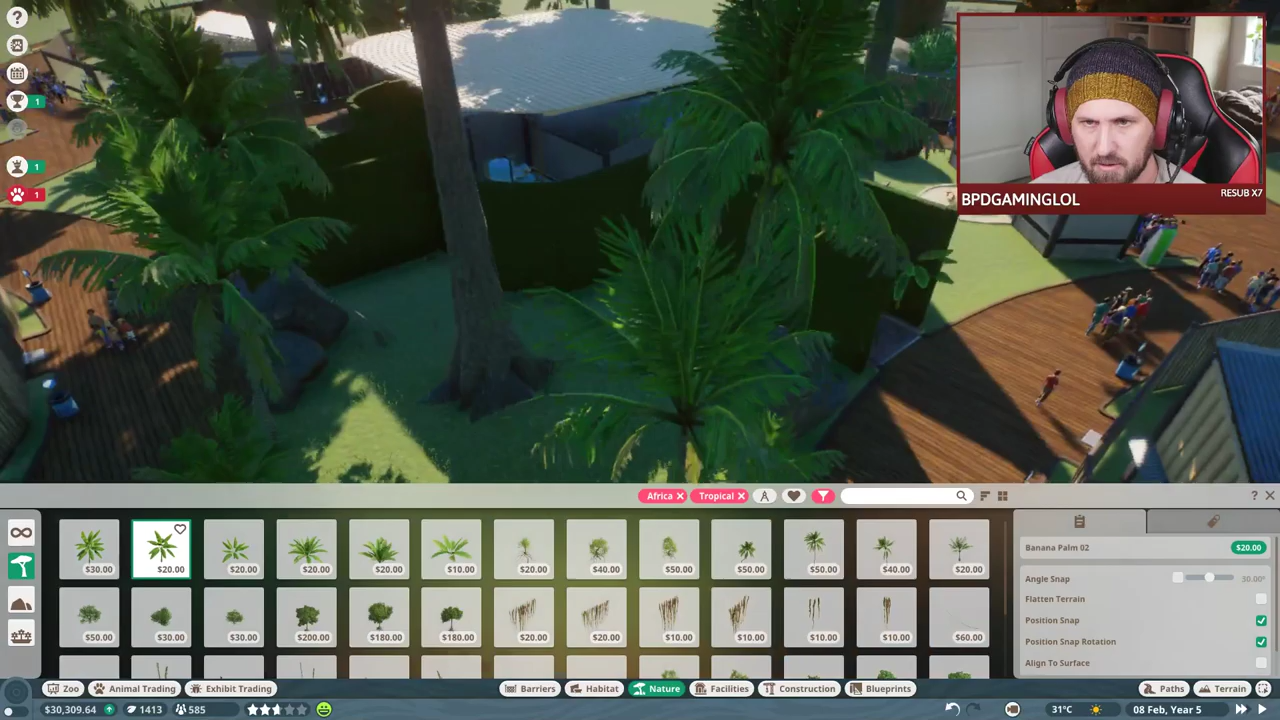 ?
1
1
1
BPDGAMINGLOL
RESUB X7
Africa ✕
Tropical ✕
? ✕
$30.00
$20.00
$20.00
$20.00
$20.00
$10.00
$20.00
$40.00
$50.00
$50.00
$50.00
$40.00
$20.00
$50.00
$30.00
$30.00
$200.00
$180.00
$180.00
$20.00
$20.00
$10.00
$10.00
$10.00
$10.00
$60.00
Banana Palm 02
$20.00
Angle Snap
30.00°
Flatten Terrain
Position Snap
Position Snap Rotation
Align To Surface
Zoo
Animal Trading
Exhibit Trading
Barriers
Habitat
Nature
Facilities
Construction
Blueprints
Paths
Terrain
$30,309.64
1413
585
31°C
08 Feb, Year 5